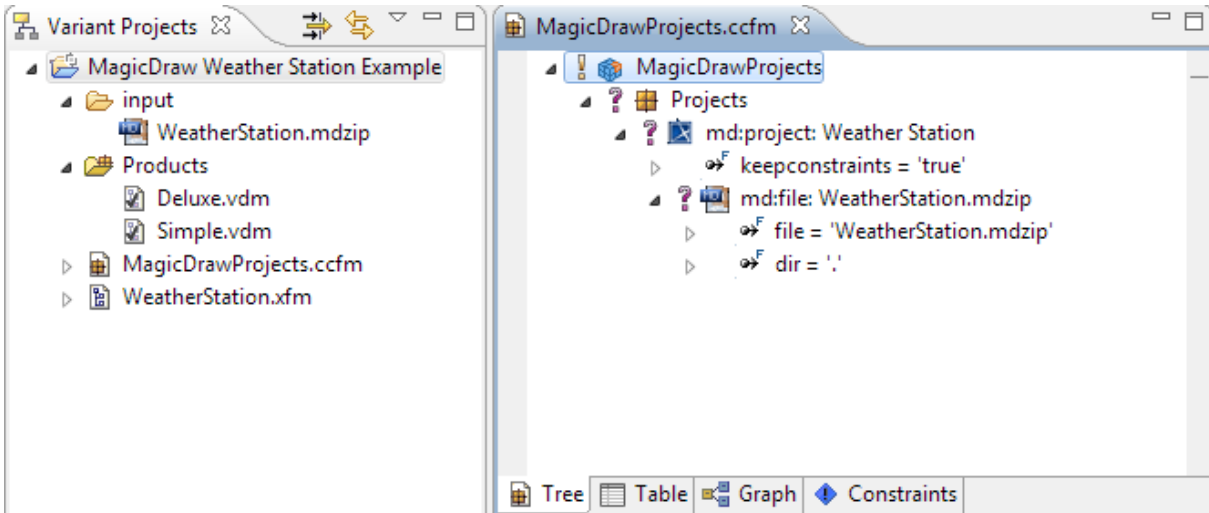 Variant Projects
MagicDraw Weather Station Example
input
WeatherStation.mdzip
Products
Deluxe.vdm
Simple.vdm
MagicDrawProjects.ccfm
WeatherStation.xfm
MagicDrawProjects.ccfm
! MagicDrawProjects
? Projects
? md:project: Weather Station
F keepconstraints = 'true'
? md:file: WeatherStation.mdzip
F file = 'WeatherStation.mdzip'
F dir = '.'
Tree Table Graph Constraints